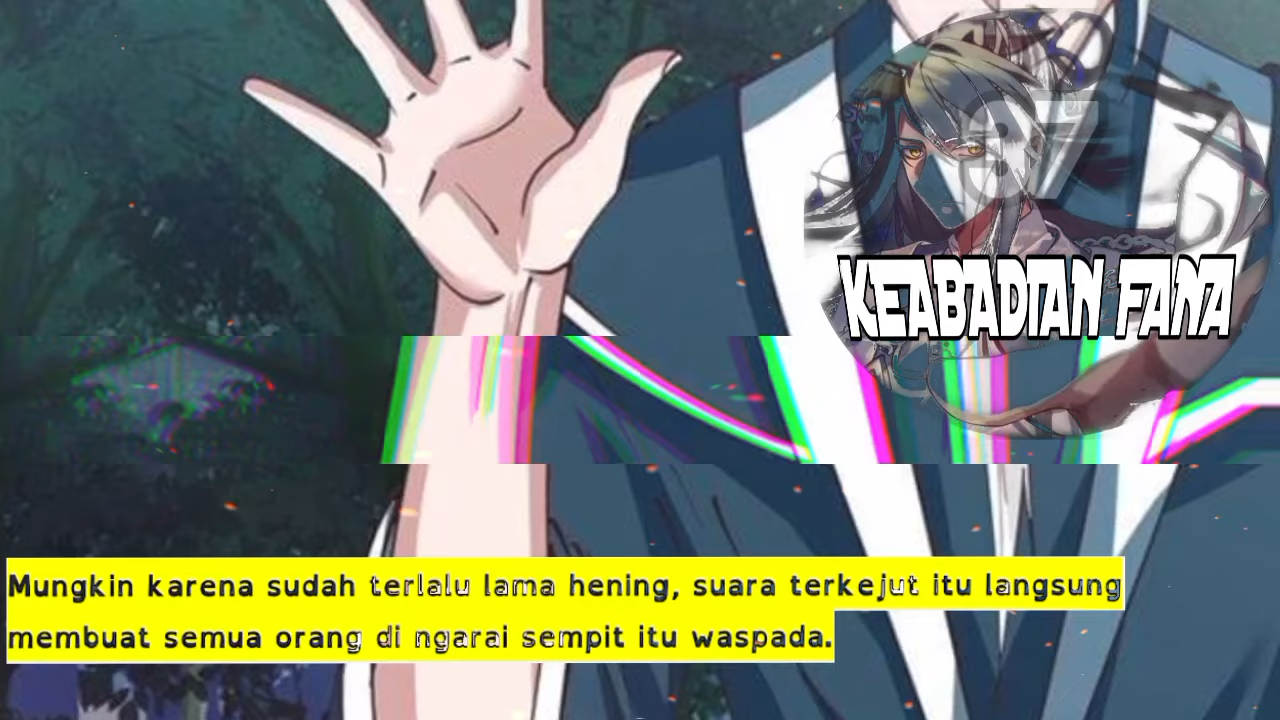 87
KEABADIAN FANA
Mungkin karena sudah terlalu lama hening, suara terkejut itu langsung
membuat semua orang di ngarai sempit itu waspada.